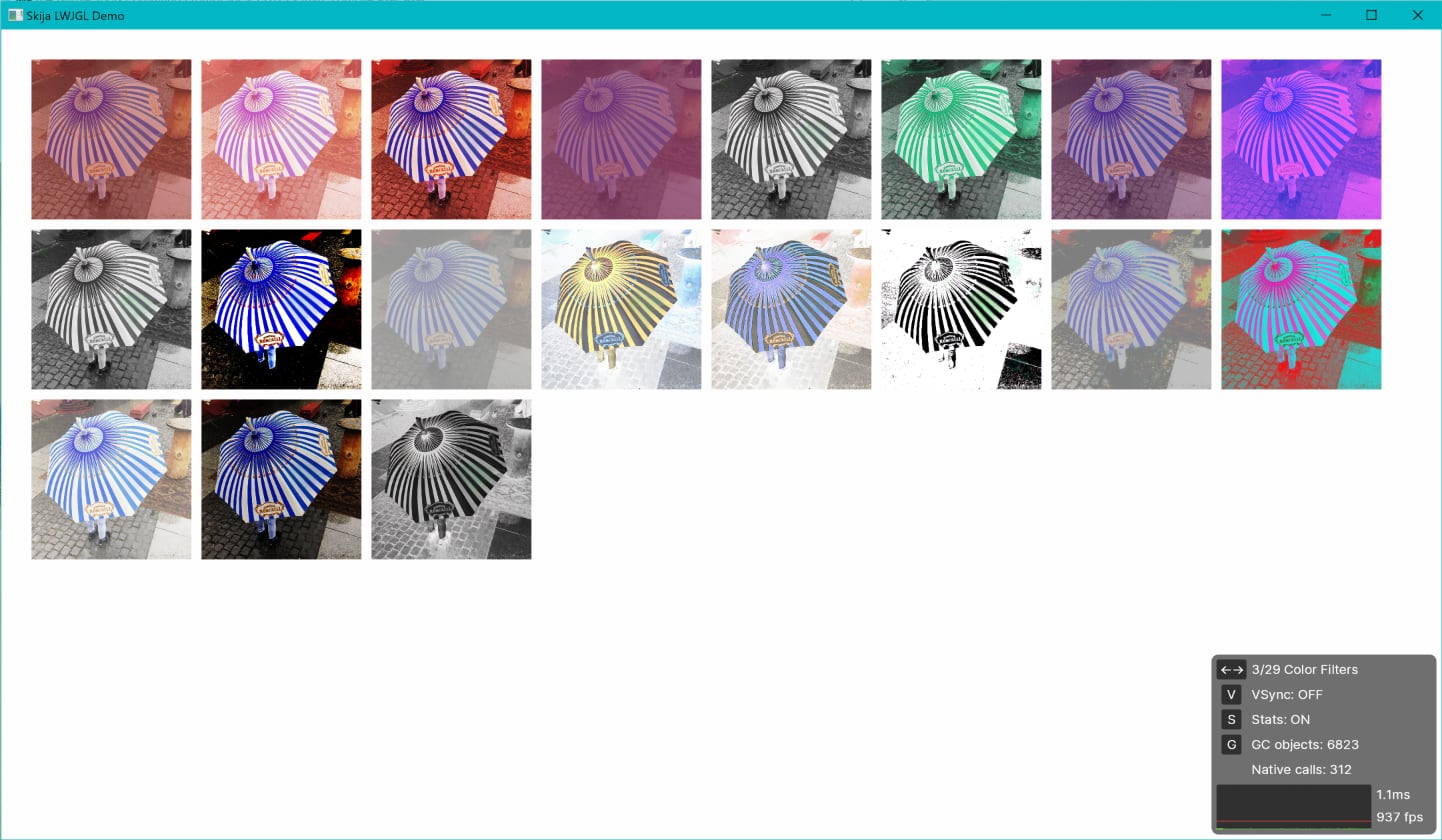 Skija LWJGL Demo
←→ 3/29 Color Filters
V VSync: OFF
S Stats: ON
G GC objects: 6823
Native calls: 312
1.1ms
937 fps